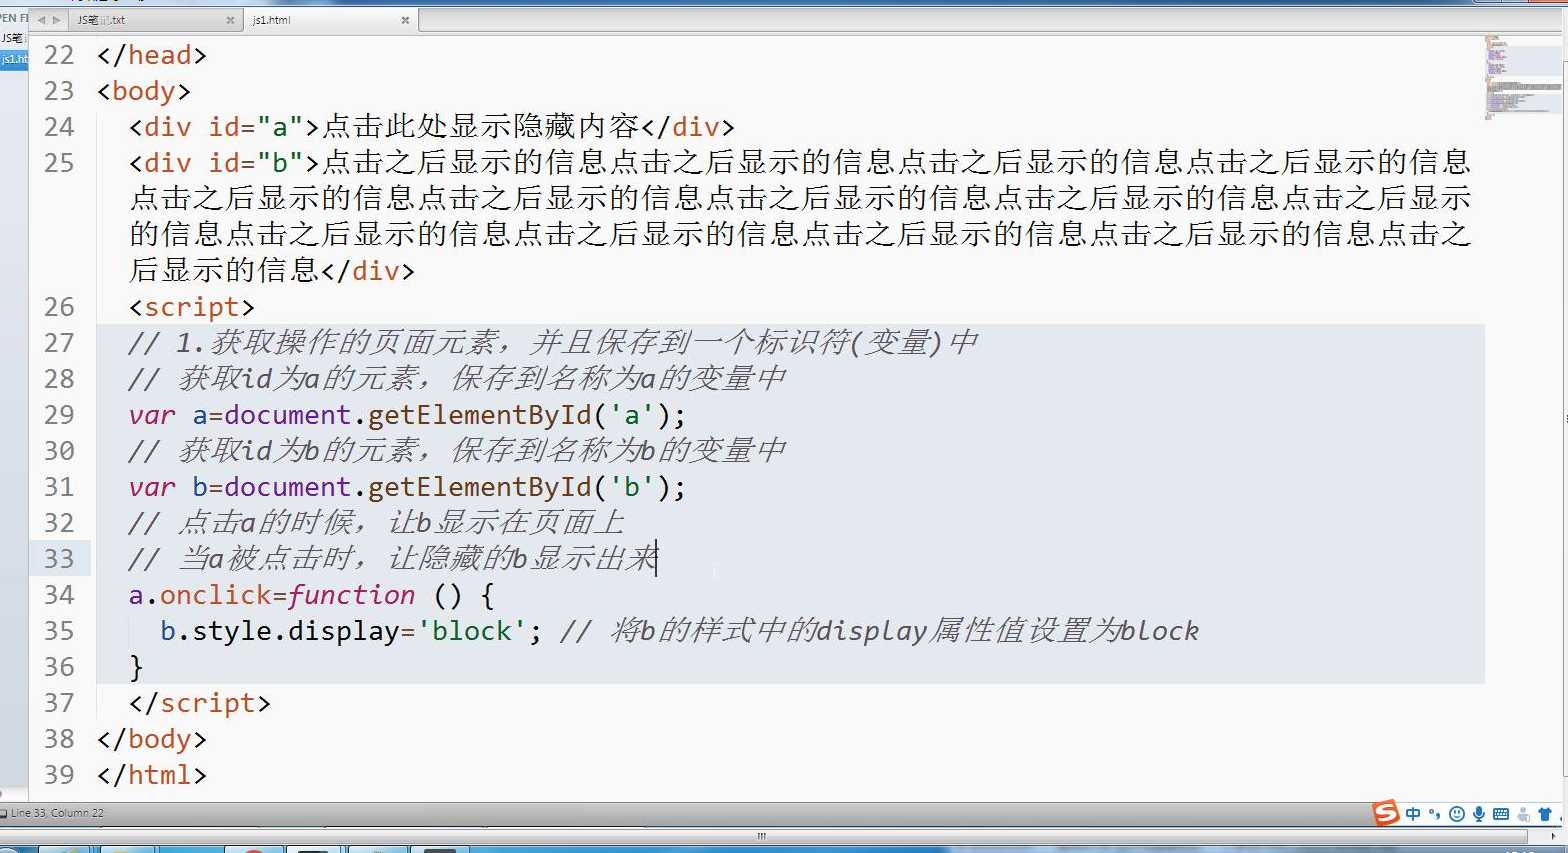 PEN FI
JS笔记.txt
js1.html
JS笔
js1.ht
22 </head>
23 <body>
24 <div id="a">点击此处显示隐藏内容</div>
25 <div id="b">点击之后显示的信息点击之后显示的信息点击之后显示的信息点击之后显示的信息
点击之后显示的信息点击之后显示的信息点击之后显示的信息点击之后显示的信息点击之后显示
的信息点击之后显示的信息点击之后显示的信息点击之后显示的信息点击之后显示的信息点击之
后显示的信息</div>
26 <script>
27 // 1.获取操作的页面元素，并且保存到一个标识符(变量)中
28 // 获取id为a的元素，保存到名称为a的变量中
29 var a=document.getElementById('a');
30 // 获取id为b的元素，保存到名称为b的变量中
31 var b=document.getElementById('b');
32 // 点击a的时候，让b显示在页面上
33 // 当a被点击时，让隐藏的b显示出来
34 a.onclick=function () {
35 b.style.display='block'; // 将b的样式中的display属性值设置为block
36 }
37 </script>
38 </body>
39 </html>
Line 33, Column 22
S 中